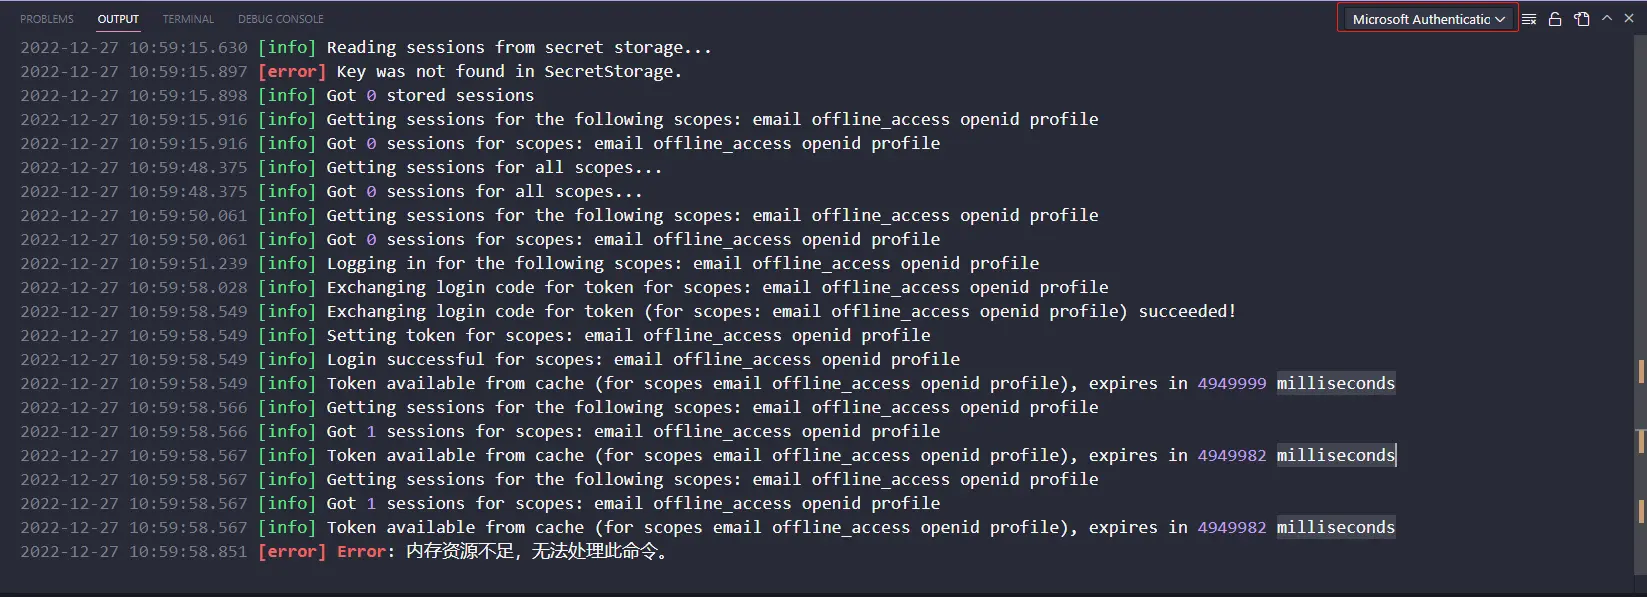 PROBLEMS OUTPUT TERMINAL DEBUG CONSOLE Microsoft Authenticatic
2022-12-27 10:59:15.630 [info] Reading sessions from secret storage...
2022-12-27 10:59:15.897 [error] Key was not found in SecretStorage.
2022-12-27 10:59:15.898 [info] Got 0 stored sessions
2022-12-27 10:59:15.916 [info] Getting sessions for the following scopes: email offline_access openid profile
2022-12-27 10:59:15.916 [info] Got 0 sessions for scopes: email offline_access openid profile
2022-12-27 10:59:48.375 [info] Getting sessions for all scopes...
2022-12-27 10:59:48.375 [info] Got 0 sessions for all scopes...
2022-12-27 10:59:50.061 [info] Getting sessions for the following scopes: email offline_access openid profile
2022-12-27 10:59:50.061 [info] Got 0 sessions for scopes: email offline_access openid profile
2022-12-27 10:59:51.239 [info] Logging in for the following scopes: email offline_access openid profile
2022-12-27 10:59:58.028 [info] Exchanging login code for token for scopes: email offline_access openid profile
2022-12-27 10:59:58.549 [info] Exchanging login code for token (for scopes: email offline_access openid profile) succeeded!
2022-12-27 10:59:58.549 [info] Setting token for scopes: email offline_access openid profile
2022-12-27 10:59:58.549 [info] Login successful for scopes: email offline_access openid profile
2022-12-27 10:59:58.549 [info] Token available from cache (for scopes email offline_access openid profile), expires in 4949999 milliseconds
2022-12-27 10:59:58.566 [info] Getting sessions for the following scopes: email offline_access openid profile
2022-12-27 10:59:58.566 [info] Got 1 sessions for scopes: email offline_access openid profile
2022-12-27 10:59:58.567 [info] Token available from cache (for scopes email offline_access openid profile), expires in 4949982 milliseconds
2022-12-27 10:59:58.567 [info] Getting sessions for the following scopes: email offline_access openid profile
2022-12-27 10:59:58.567 [info] Got 1 sessions for scopes: email offline_access openid profile
2022-12-27 10:59:58.567 [info] Token available from cache (for scopes email offline_access openid profile), expires in 4949982 milliseconds
2022-12-27 10:59:58.851 [error] Error: 内存资源不足，无法处理此命令。